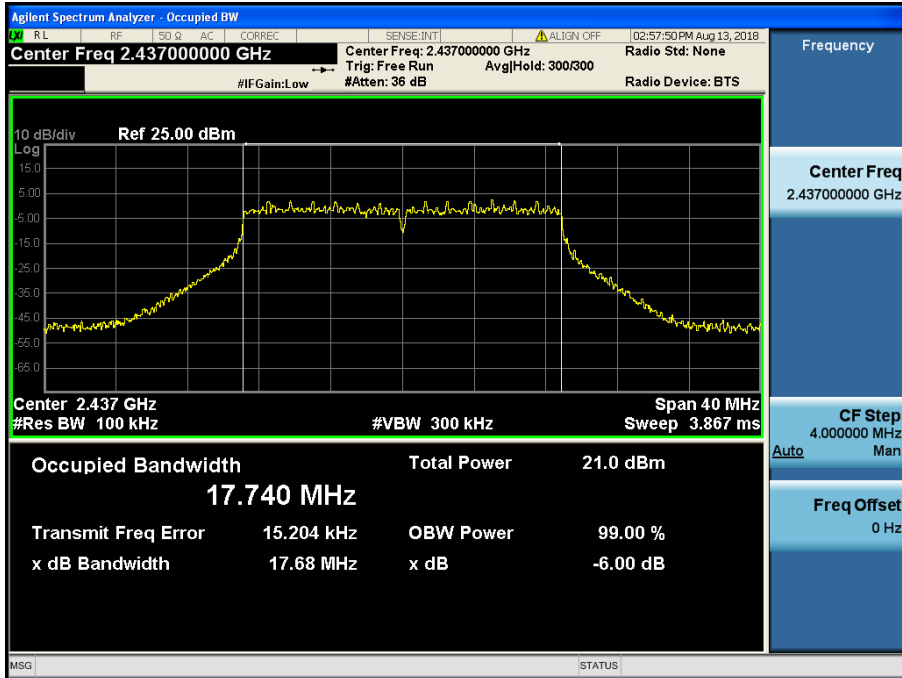 Agilent Spectrum Analyzer - Occupied BW
LXI RL RF 50 Ω AC CORREC SENSE:INT ALIGN OFF 02:57:50 PM Aug 13, 2018
Center Freq 2.437000000 GHz
Center Freq: 2.437000000 GHz Radio Std: None
Trig: Free Run Avg|Hold: 300/300
#IFGain:Low #Atten: 36 dB Radio Device: BTS
10 dB/div Ref 25.00 dBm
Log
15.0
5.00
-5.00
-15.0
-25.0
-35.0
-45.0
-55.0
-65.0
Center 2.437 GHz Span 40 MHz
#Res BW 100 kHz #VBW 300 kHz Sweep 3.867 ms
Occupied Bandwidth Total Power 21.0 dBm
17.740 MHz
Transmit Freq Error 15.204 kHz OBW Power 99.00 %
x dB Bandwidth 17.68 MHz x dB -6.00 dB
MSG STATUS
Frequency
Center Freq
2.437000000 GHz
CF Step
4.000000 MHz
Auto Man
Freq Offset
0 Hz